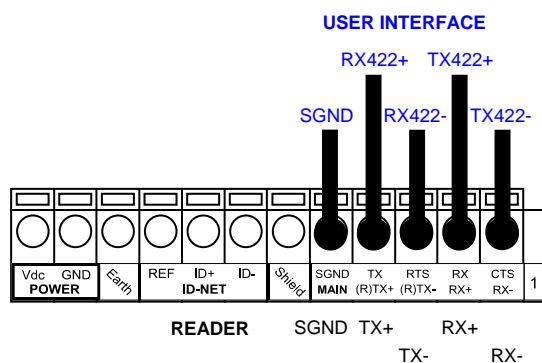 USER INTERFACE
RX422+ TX422+
SGND RX422- TX422-
Vdc GND Earth REF ID+ ID- Shield SGND TX RTS RX CTS 1
POWER ID-NET MAIN (R)TX+ (R)TX- RX+ RX-
READER SGND TX+ RX+
TX- RX-